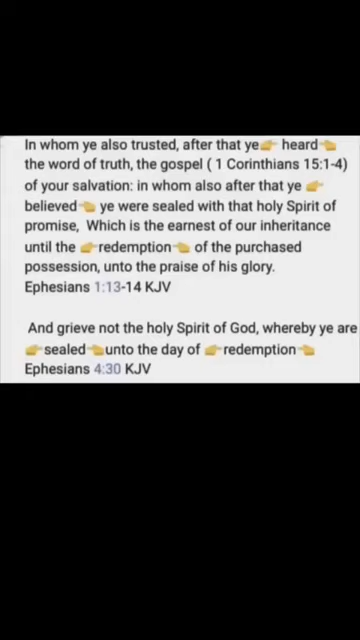 In whom ye also trusted, after that ye👉 heard👈
the word of truth, the gospel ( 1 Corinthians 15:1-4)
of your salvation: in whom also after that ye 👉
believed👈 ye were sealed with that holy Spirit of
promise, Which is the earnest of our inheritance
until the 👉redemption👈 of the purchased
possession, unto the praise of his glory.
Ephesians 1:13-14 KJV
And grieve not the holy Spirit of God, whereby ye are
👉sealed👈unto the day of 👉redemption👈
Ephesians 4:30 KJV